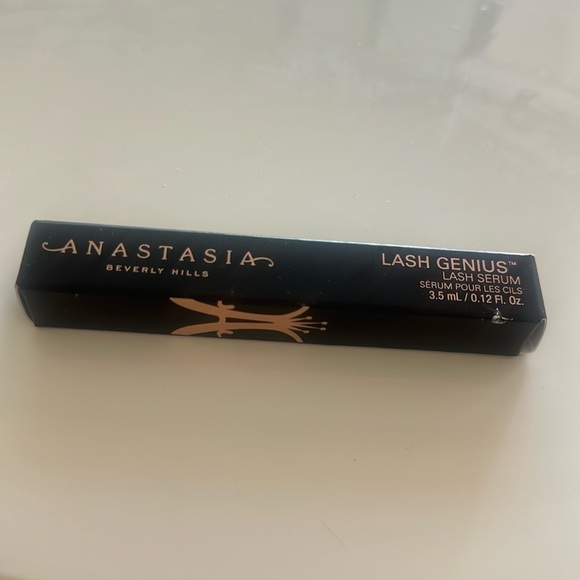 ANASTASIA
BEVERLY HILLS
LASH GENIUS™
LASH SERUM
SÉRUM POUR LES CILS
3.5 mL / 0.12 Fl. Oz.